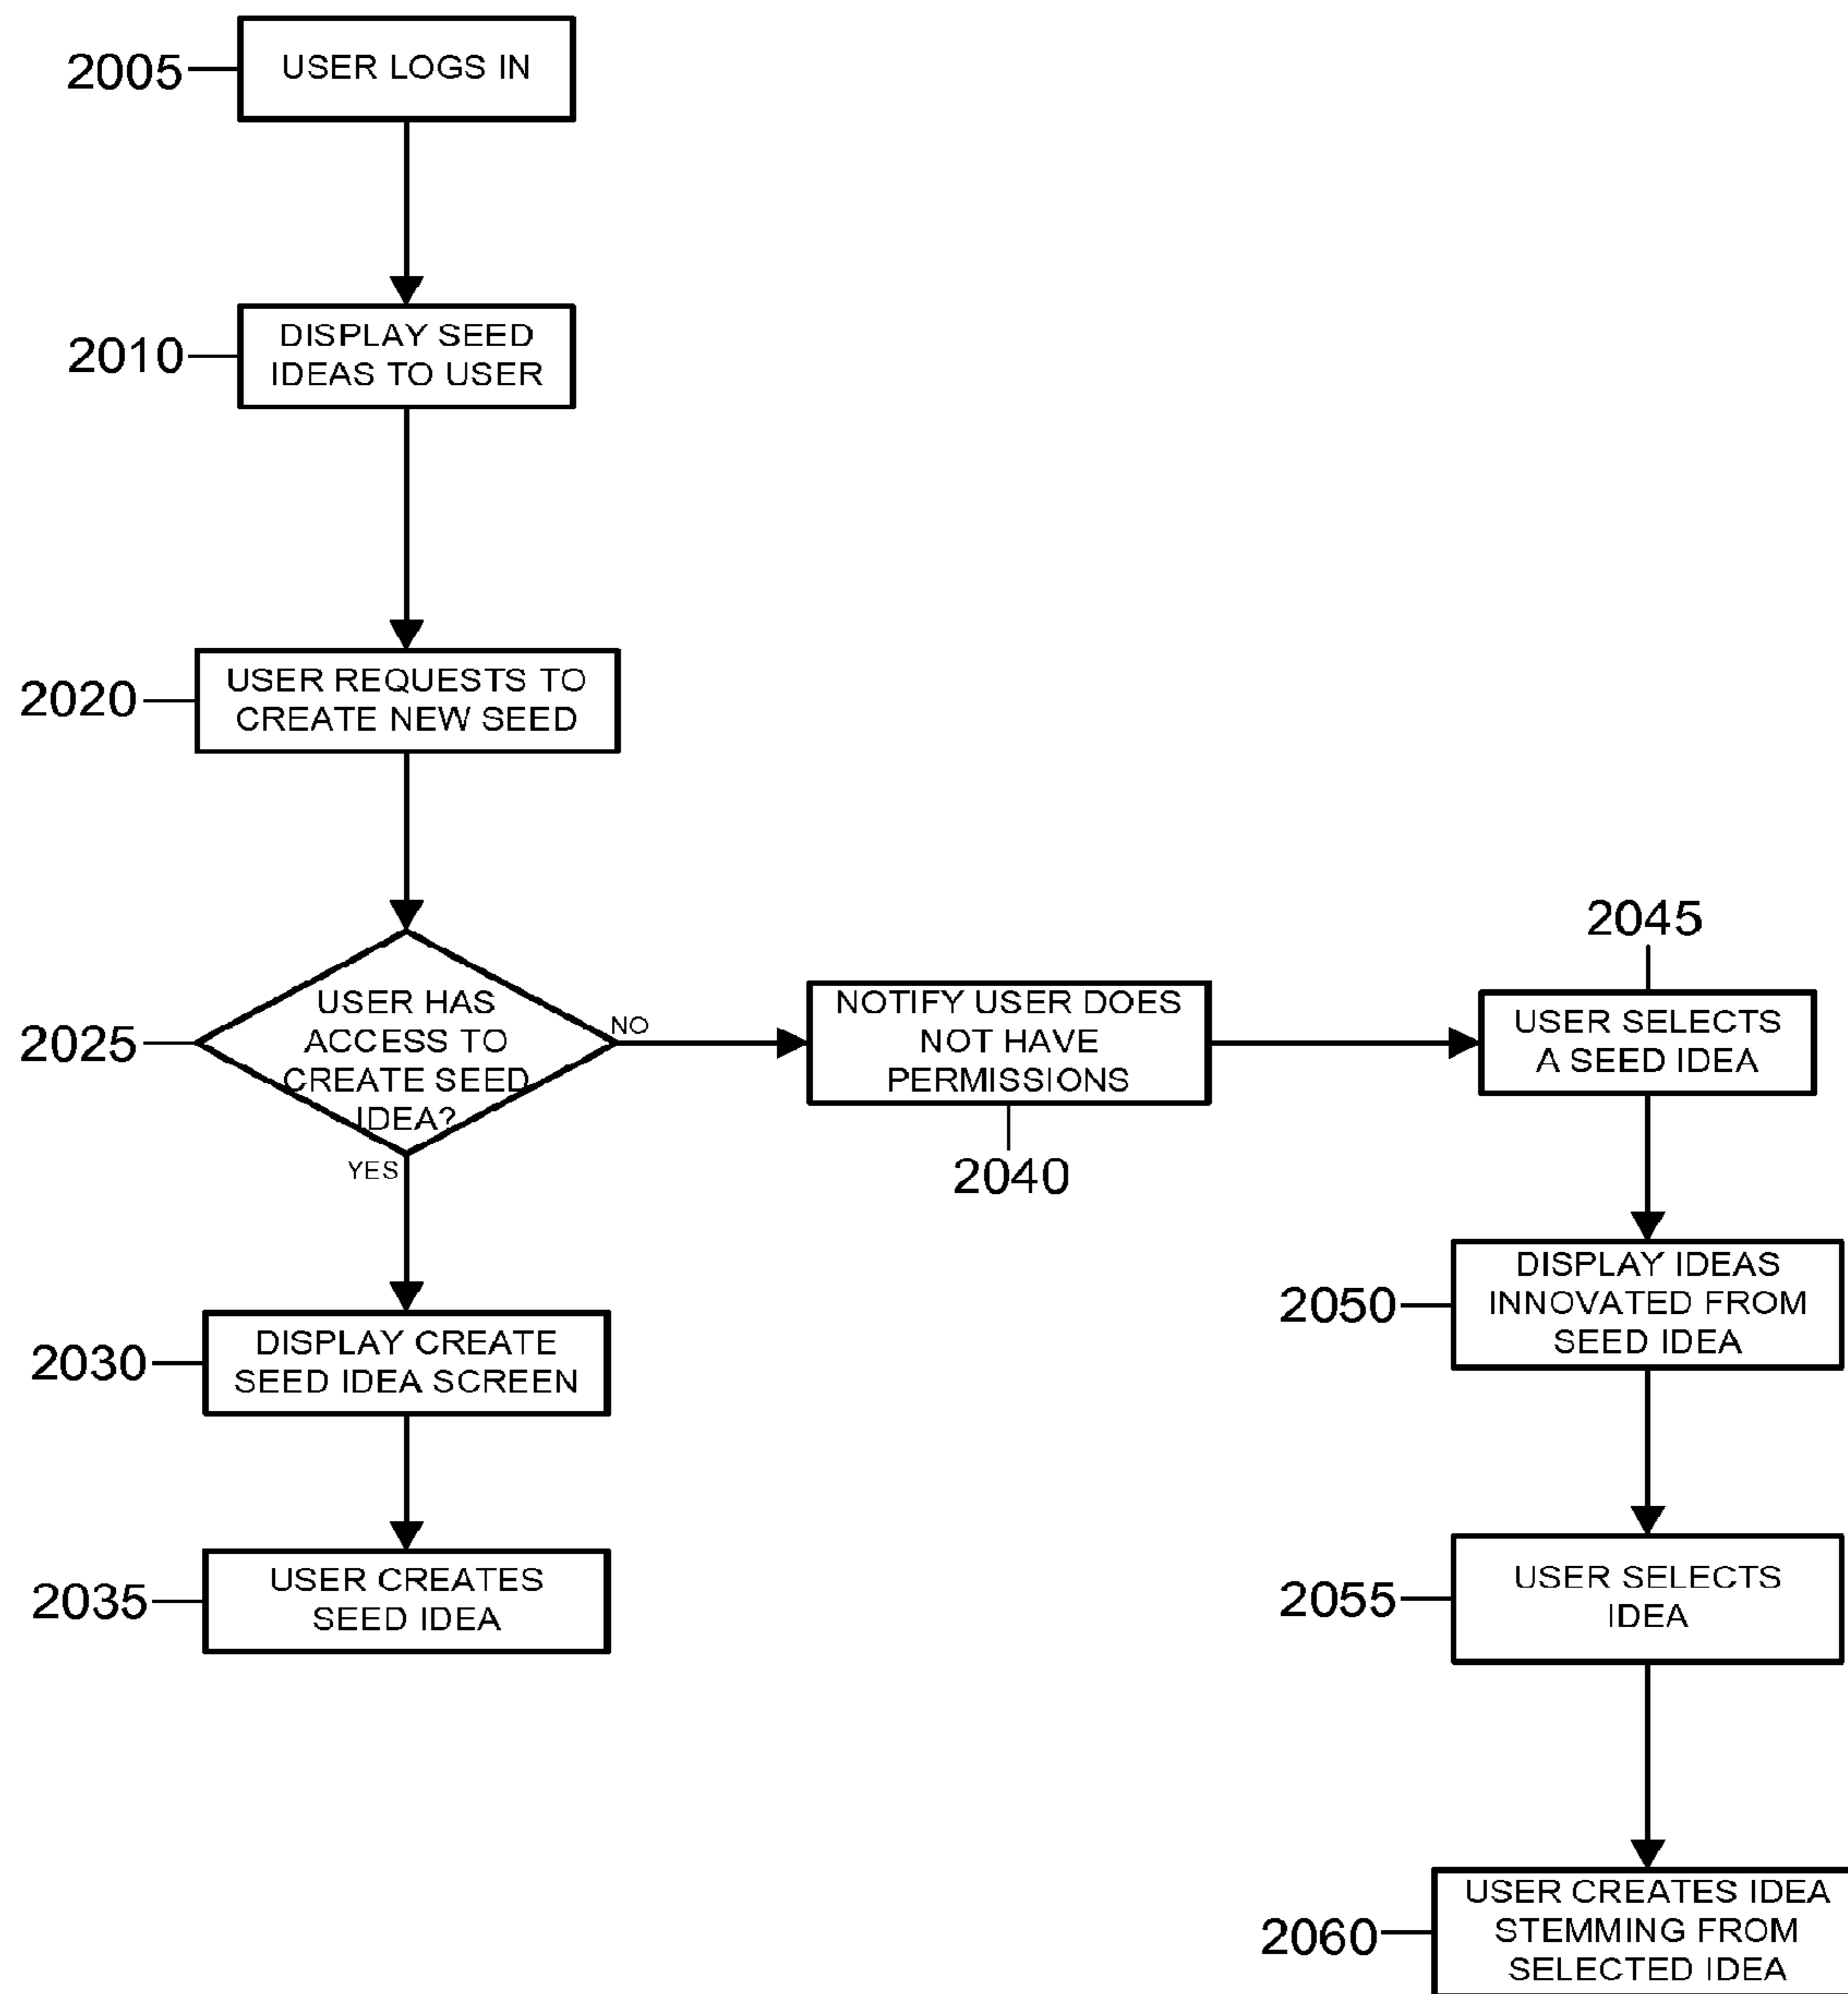 2005
USER LOGS IN
2010
DISPLAY SEED
IDEAS TO USER
2020
USER REQUESTS TO
CREATE NEW SEED
2025
USER HAS
ACCESS TO
CREATE SEED
IDEA?
NO
YES
NOTIFY USER DOES
NOT HAVE
PERMISSIONS
2040
2045
USER SELECTS
A SEED IDEA
2030
DISPLAY CREATE
SEED IDEA SCREEN
2035
USER CREATES
SEED IDEA
2050
DISPLAY IDEAS
INNOVATED FROM
SEED IDEA
2055
USER SELECTS
IDEA
2060
USER CREATES IDEA
STEMMING FROM
SELECTED IDEA